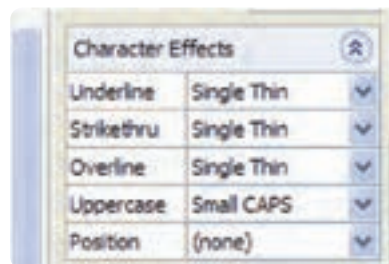 Character Effects
Underline Single Thin
Strikethru Single Thin
Overline Single Thin
Uppercase Small CAPS
Position (none)